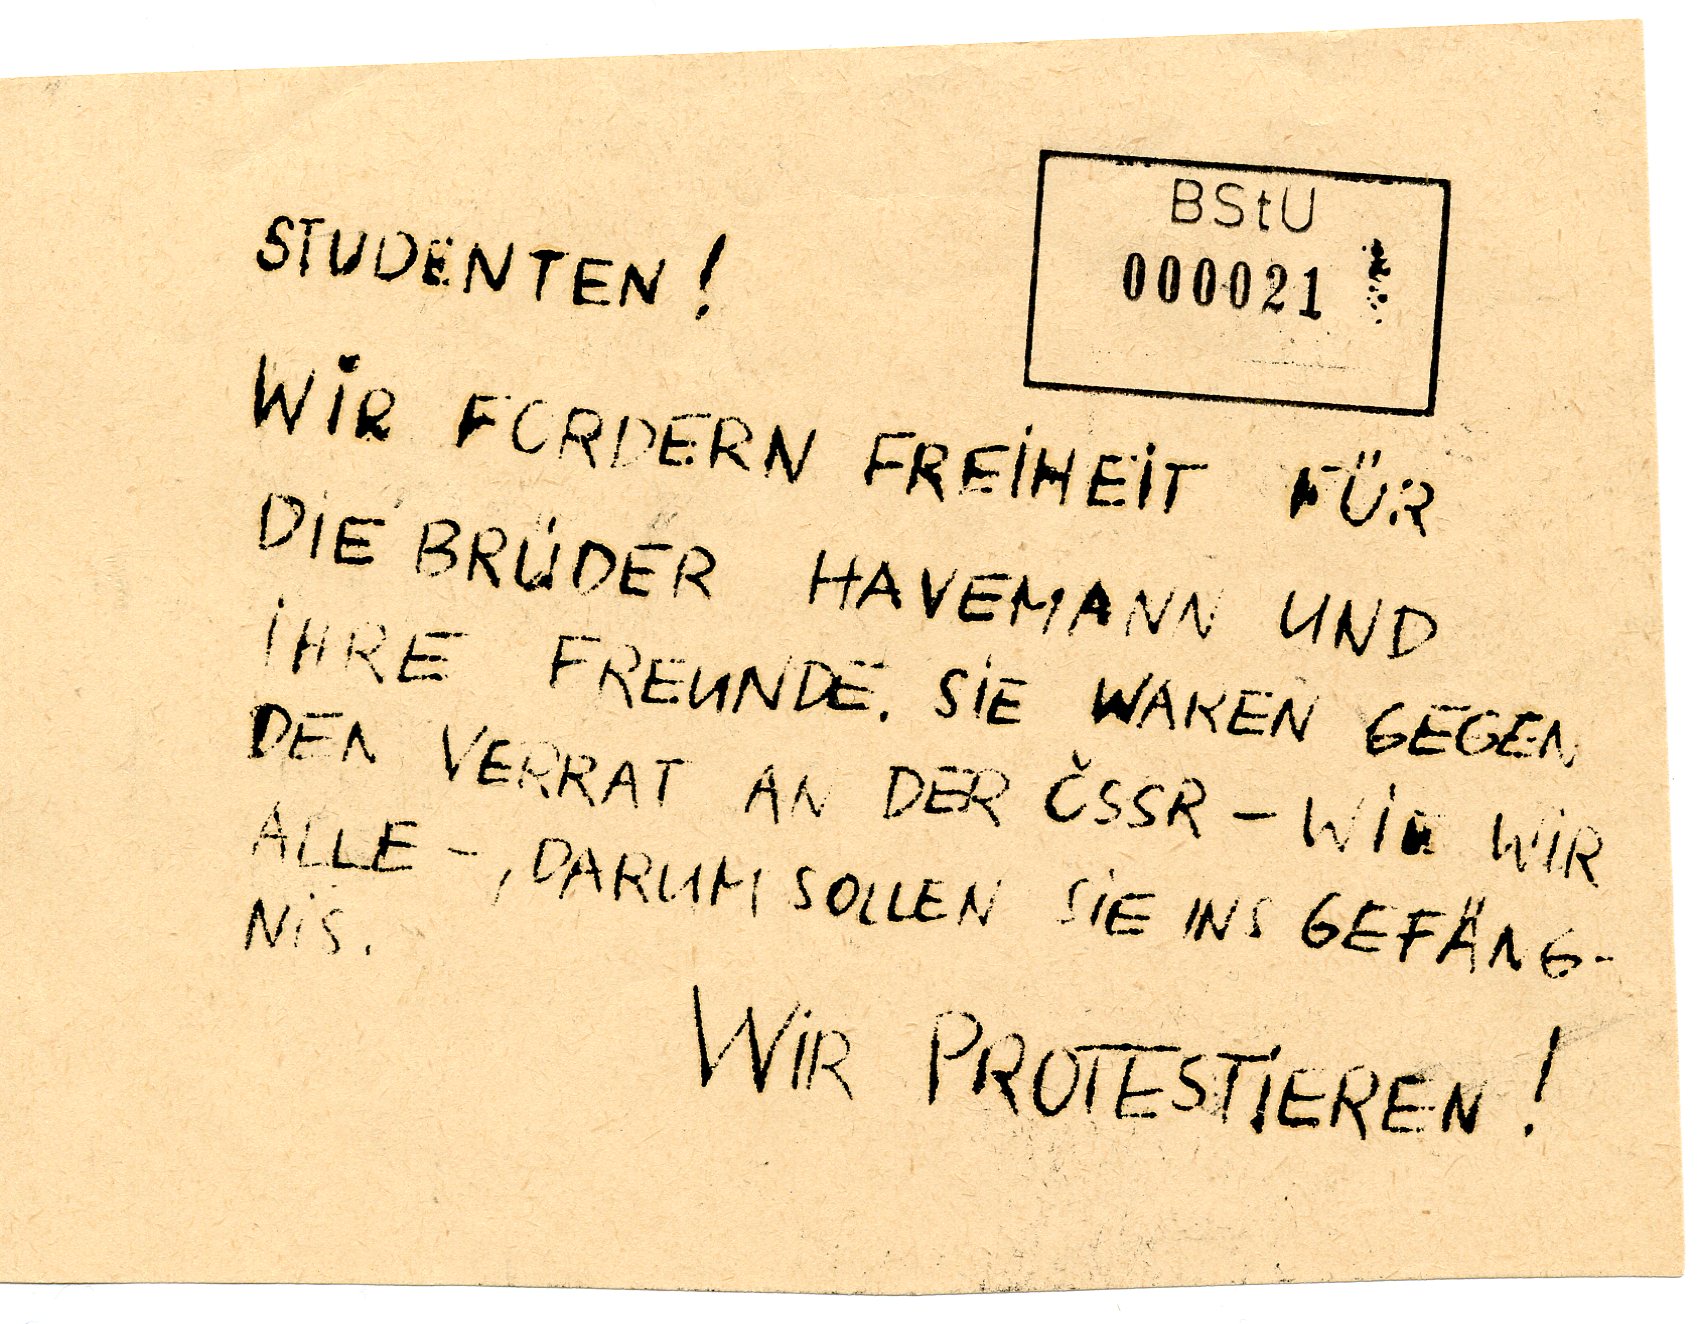 BStU
000021
STUDENTEN!
WiR FORDERN FREiHEiT FÜR
DiE BRÜDER HAVEMANN UND
iHRE FREUNDE. SiE WAREN GEGEN
DEN VERRAT AN DER ČSSR – WiE WiR
ALLE –, DARUM SOLLEN SiE INS GEFÄNG-
NiS.
WiR PROTESTiEREN!